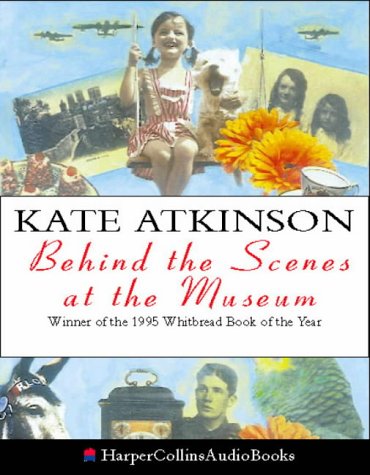 KATE ATKINSON
Behind the Scenes
at the Museum
Winner of the 1995 Whitbread Book of the Year
HarperCollinsAudioBooks